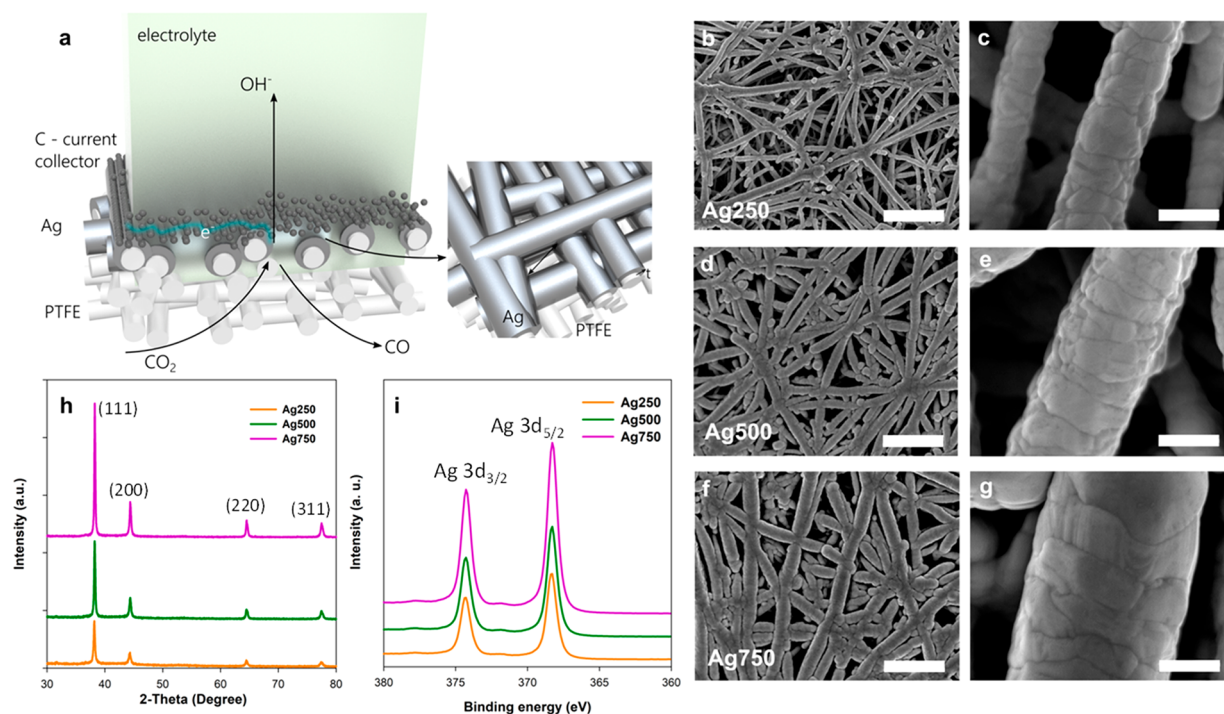 a
electrolyte
OH⁻
C - current
collector
Ag
e⁻
PTFE
CO₂
CO
Ag
t
PTFE
b
Ag250
c
d
Ag500
e
f
Ag750
g
h
(111)
(200)
(220)
(311)
Ag250
Ag500
Ag750
Intensity (a.u.)
30 40 50 60 70 80
2-Theta (Degree)
i
Ag 3d₅/₂
Ag 3d₃/₂
Ag250
Ag500
Ag750
Intensity (a. u.)
380 375 370 365 360
Binding energy (eV)